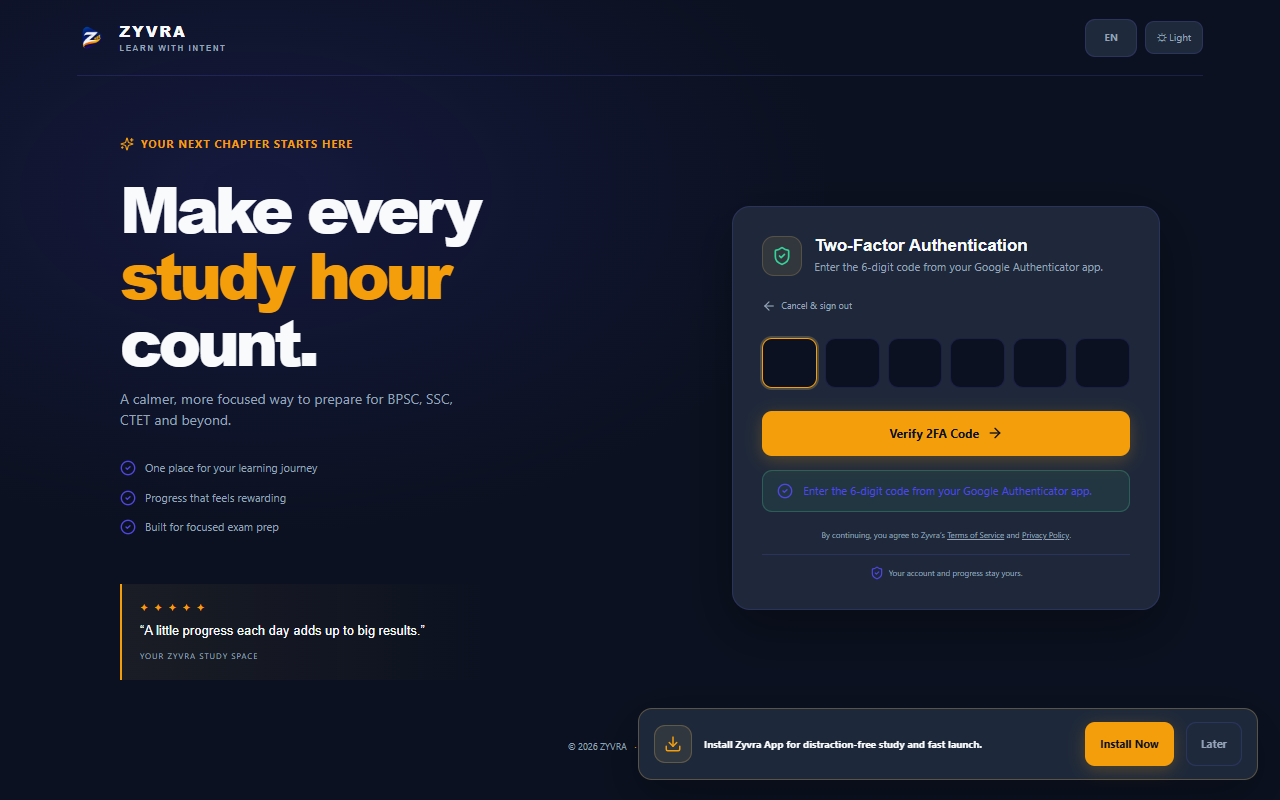 ZYVRA
LEARN WITH INTENT
EN
Light
YOUR NEXT CHAPTER STARTS HERE
Make every
study hour
count.
A calmer, more focused way to prepare for BPSC, SSC,
CTET and beyond.
One place for your learning journey
Progress that feels rewarding
Built for focused exam prep
“A little progress each day adds up to big results.”
YOUR ZYVRA STUDY SPACE
Two-Factor Authentication
Enter the 6-digit code from your Google Authenticator app.
Cancel & sign out
Verify 2FA Code
Enter the 6-digit code from your Google Authenticator app.
By continuing, you agree to Zyvra's Terms of Service and Privacy Policy.
Your account and progress stay yours.
© 2026 ZYVRA ·
Install Zyvra App for distraction-free study and fast launch.
Install Now
Later